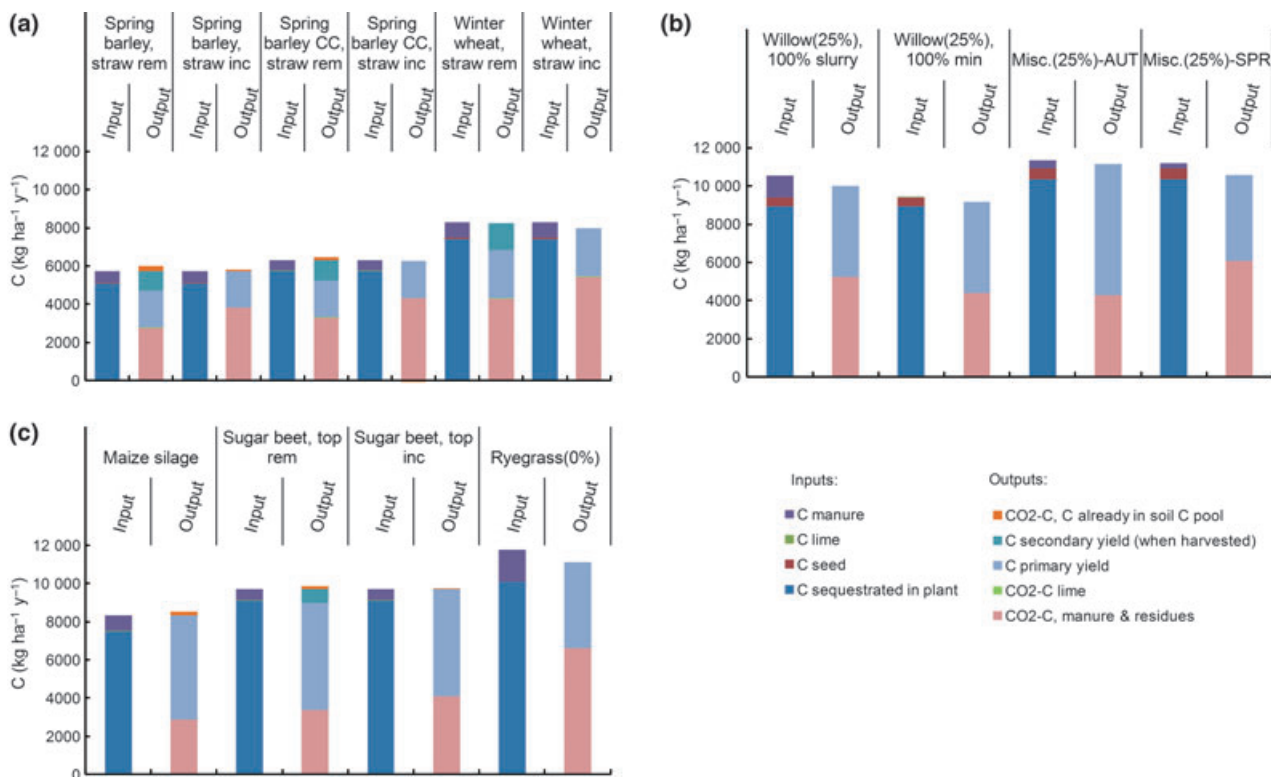 (a)
Spring barley, straw rem
Spring barley, straw inc
Spring barley CC, straw rem
Spring barley CC, straw inc
Winter wheat, straw rem
Winter wheat, straw inc
Input
Output
Input
Output
Input
Output
Input
Output
Input
Output
Input
Output
C (kg ha⁻¹ y⁻¹)
12 000
10 000
8000
6000
4000
2000
0
(b)
Willow(25%), 100% slurry
Willow(25%), 100% min
Misc.(25%)-AUT
Misc.(25%)-SPR
Input
Output
Input
Output
Input
Output
Input
Output
C (kg ha⁻¹ y⁻¹)
12 000
10 000
8000
6000
4000
2000
0
(c)
Maize silage
Sugar beet, top rem
Sugar beet, top inc
Ryegrass(0%)
Input
Output
Input
Output
Input
Output
Input
Output
C (kg ha⁻¹ y⁻¹)
12 000
10 000
8000
6000
4000
2000
0
Inputs:
C manure
C lime
C seed
C sequestrated in plant
Outputs:
CO2-C, C already in soil C pool
C secondary yield (when harvested)
C primary yield
CO2-C lime
CO2-C, manure & residues